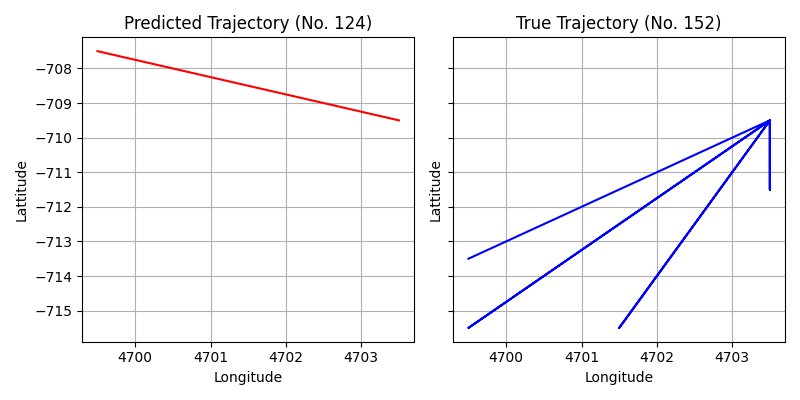 Predicted Trajectory (No. 124)
True Trajectory (No. 152)
Lattitude
−708
−709
−710
−711
−712
−713
−714
−715
4700
4701
4702
4703
Longitude
Lattitude
4700
4701
4702
4703
Longitude